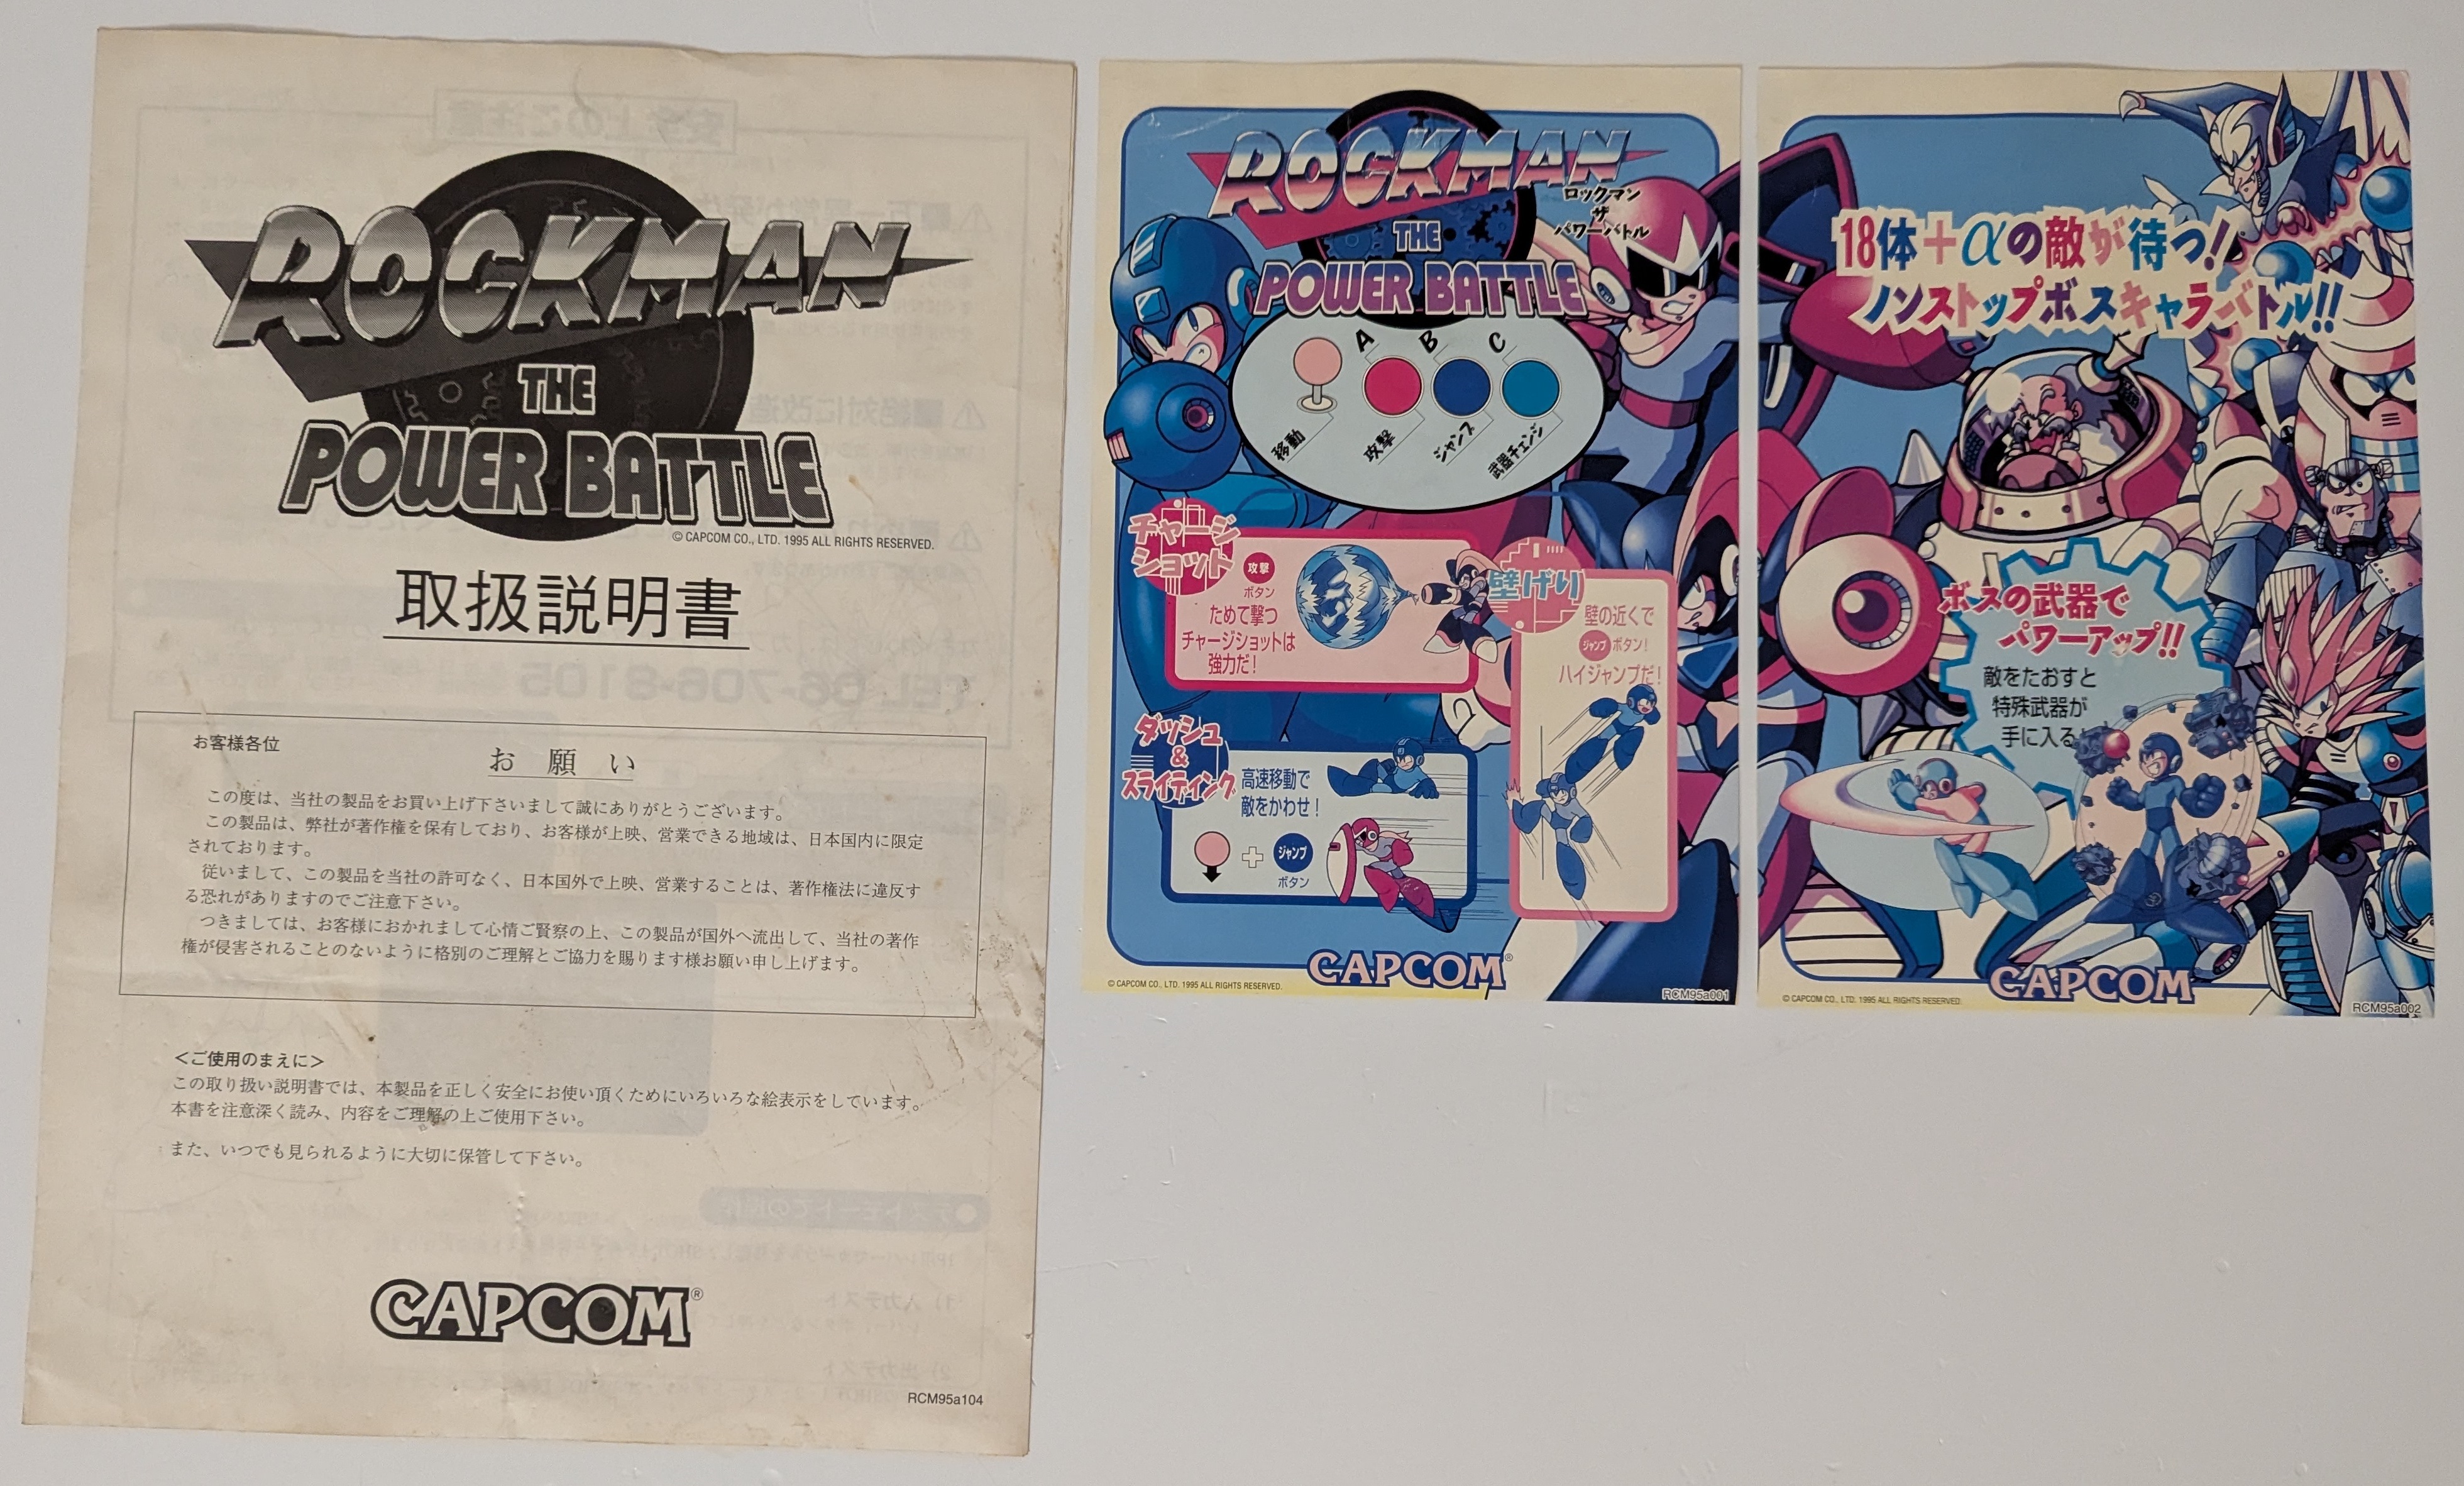 ROCKMAN
THE
POWER BATTLE
© CAPCOM CO., LTD. 1995 ALL RIGHTS RESERVED.
取扱説明書
お客様各位
お 願 い
この度は、当社の製品をお買い上げ下さいまして誠にありがとうございます。
この製品は、弊社が著作権を保有しており、お客様が上映、営業できる地域は、日本国内に限定
されております。
従いまして、この製品を当社の許可なく、日本国外で上映、営業することは、著作権法に違反す
る恐れがありますのでご注意下さい。
つきましては、お客様におかれまして心情ご賢察の上、この製品が国外へ流出して、当社の著作
権が侵害されることのないように格別のご理解とご協力を賜ります様お願い申し上げます。
＜ご使用のまえに＞
この取り扱い説明書では、本製品を正しく安全にお使い頂くためにいろいろな絵表示をしています。
本書を注意深く読み、内容をご理解の上ご使用下さい。
また、いつでも見られるように大切に保管して下さい。
CAPCOM®
RCM95a104
ROCKMAN
ロックマン
ザ
パワーバトル
THE
POWER BATTLE
A B C
移動 攻撃 ジャンプ 武器チェンジ
チャージ
ショット
攻撃
ボタン
ためて撃つ
チャージショットは
強力だ!
壁げり
壁の近くで
ジャンプ ボタン!
ハイジャンプだ!
ダッシュ
&
スライディング
高速移動で
敵をかわせ!
ジャンプ
ボタン
CAPCOM®
© CAPCOM CO., LTD. 1995 ALL RIGHTS RESERVED.
RCM95a001
18体+αの敵が待つ!
ノンストップボスキャラバトル!!
ボスの武器で
パワーアップ!!
敵をたおすと
特殊武器が
手に入る
CAPCOM
© CAPCOM CO., LTD. 1995 ALL RIGHTS RESERVED.
RCM95a002